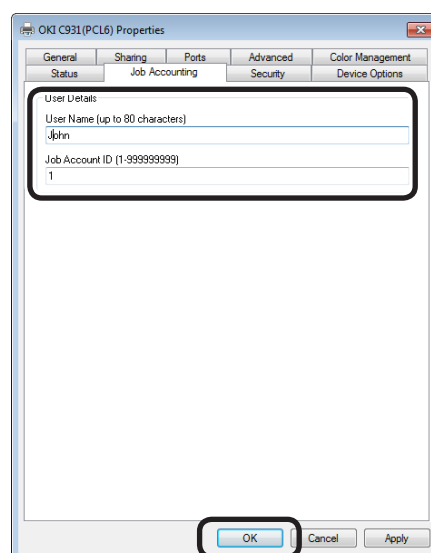 OKI C931(PCL6) Properties
General Sharing Ports Advanced Color Management
Status Job Accounting Security Device Options
User Details
User Name (up to 80 characters)
John
Job Account ID (1-999999999)
1
OK Cancel Apply